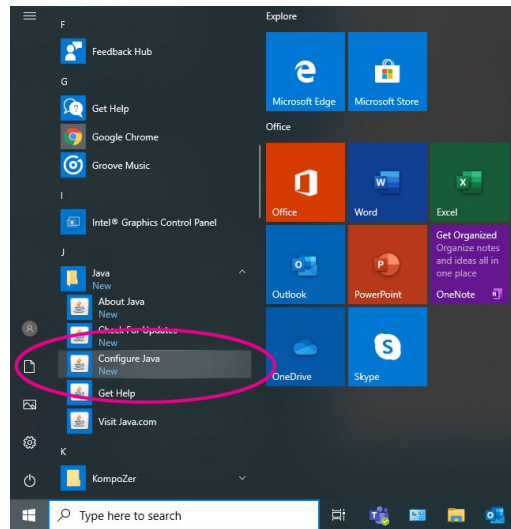 F
Feedback Hub
G
Get Help
Google Chrome
Groove Music
I
Intel® Graphics Control Panel
J
Java
New
About Java
New
Check For Updates
New
Configure Java
New
Get Help
Visit Java.com
K
KompoZer
Explore
Microsoft Edge
Microsoft Store
Office
Office
W
Word
X
Excel
O
Outlook
P
PowerPoint
Get Organized
Organize notes
and ideas all in
one place
OneNote
N
OneDrive
S
Skype
Type here to search